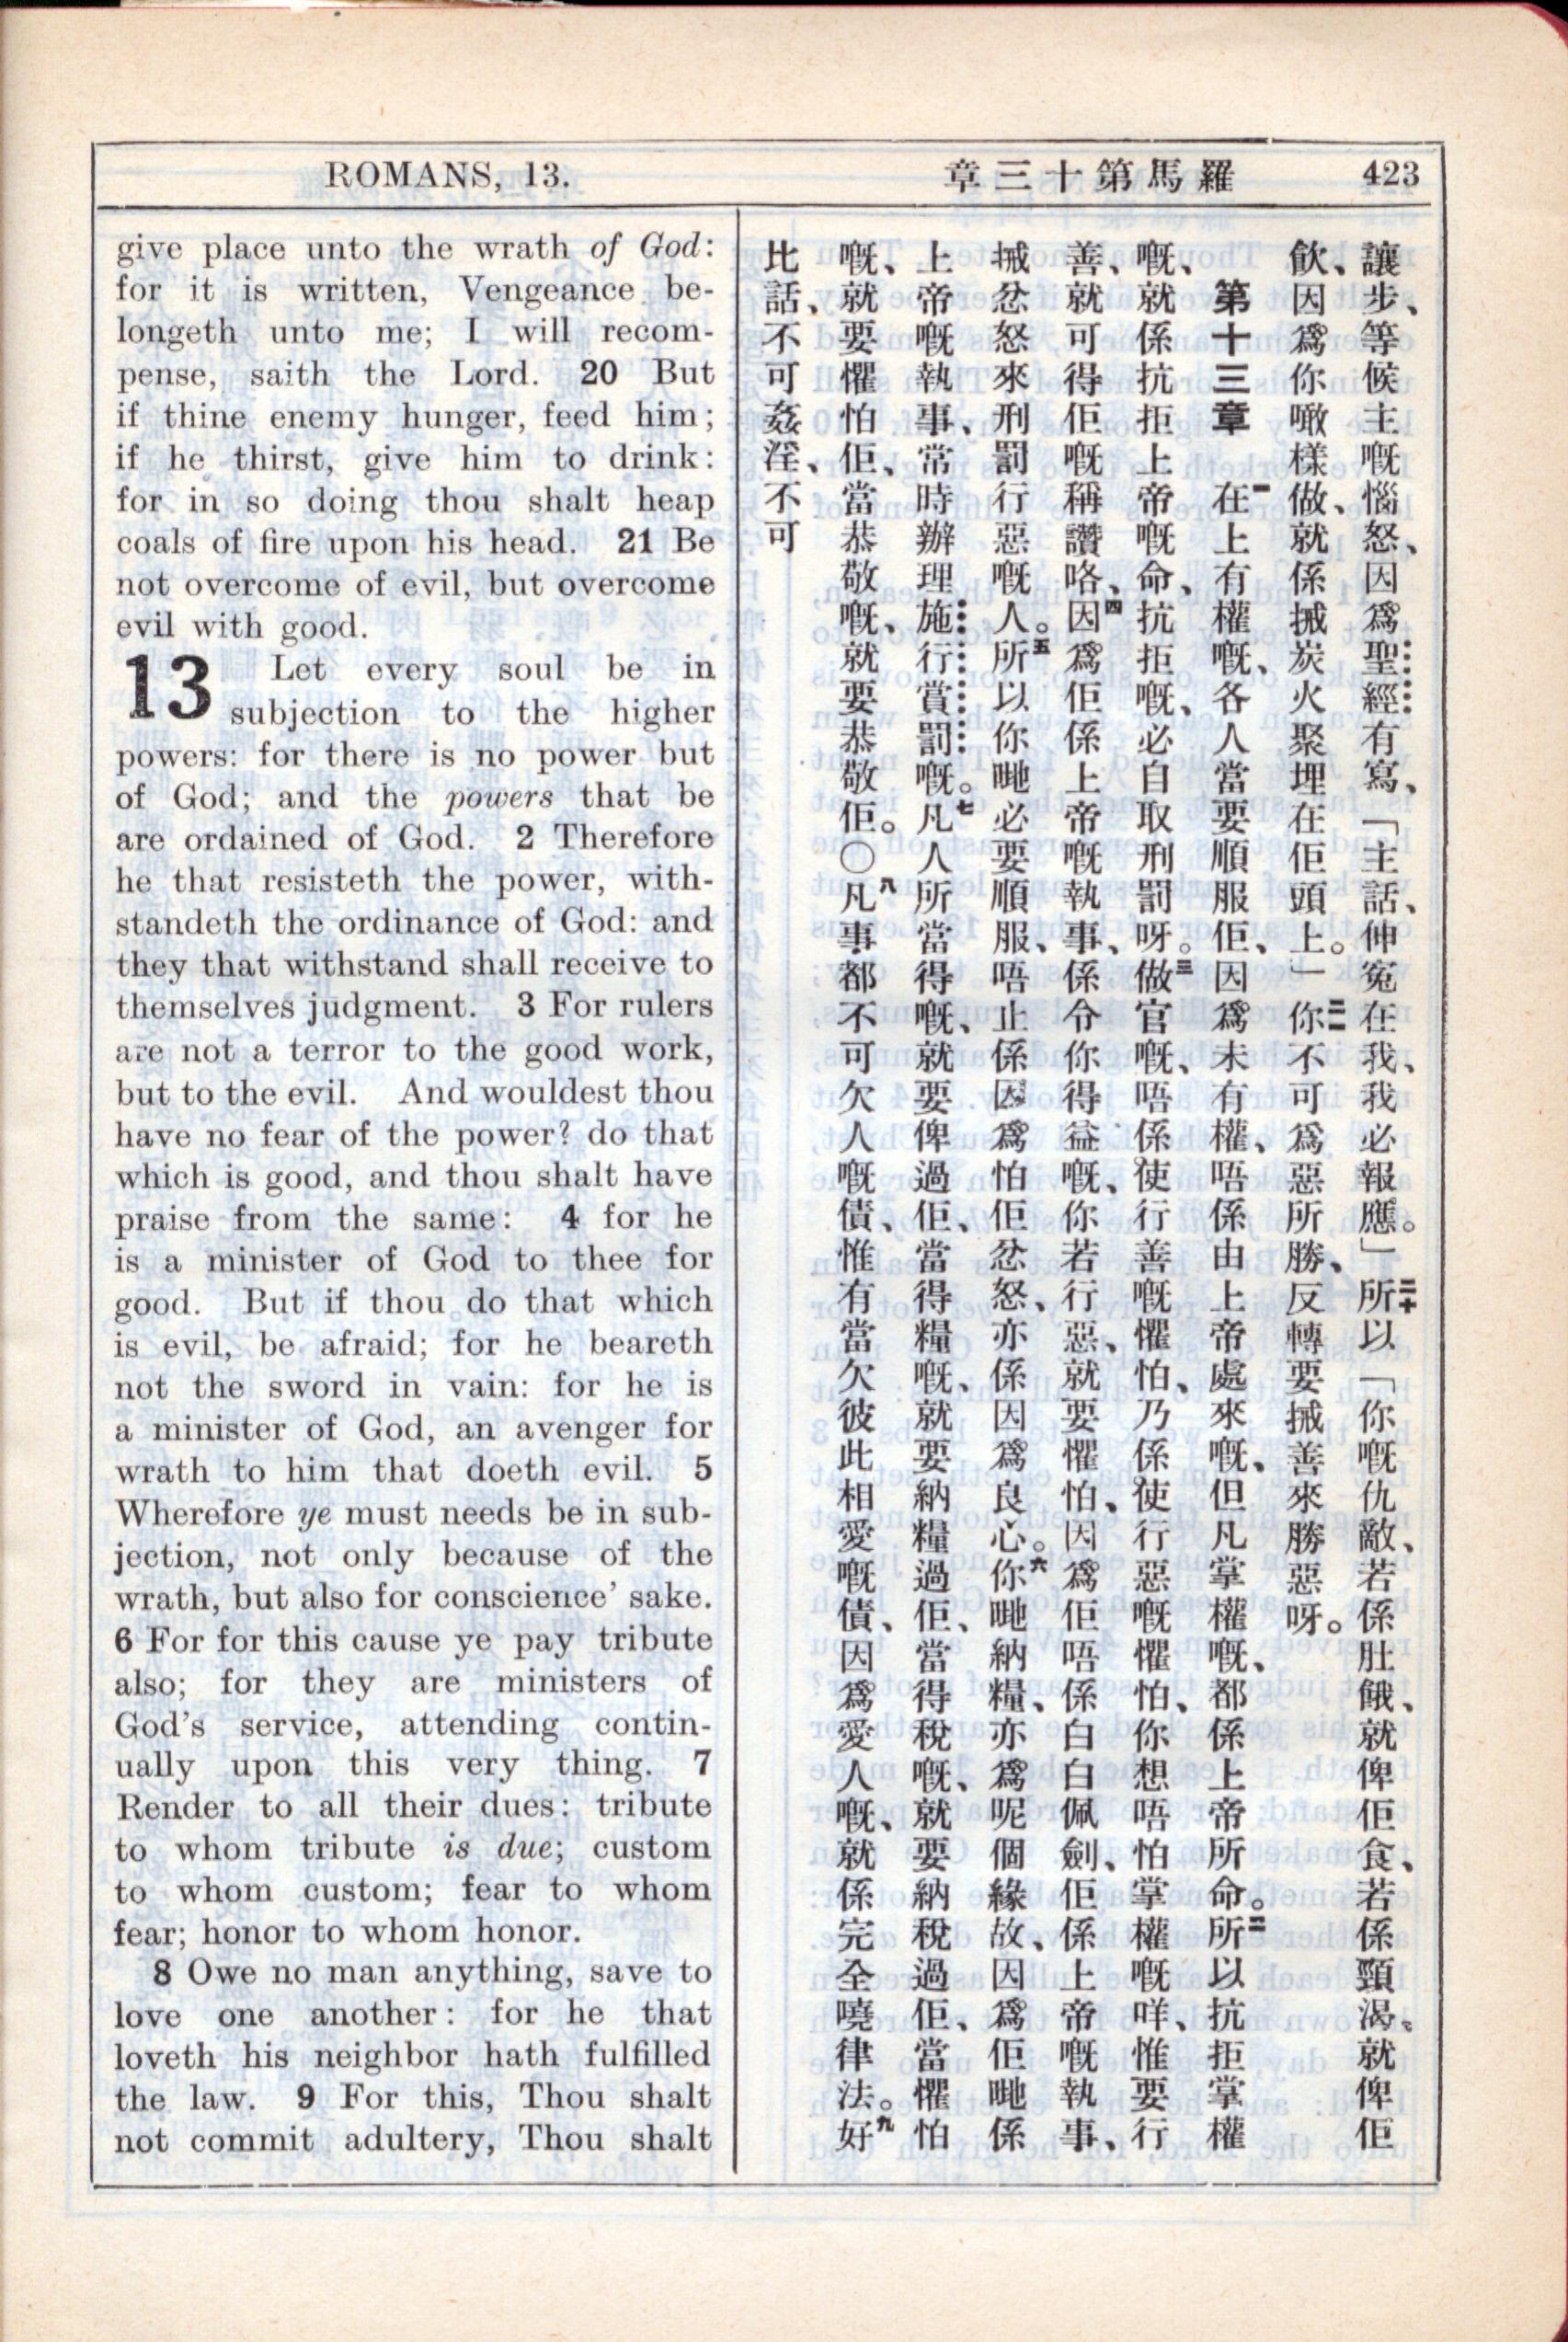 ROMANS, 13.
章三十第馬羅
423
give place unto the wrath of God:
for it is written, Vengeance be-
longeth unto me; I will recom-
pense, saith the Lord. 20 But
if thine enemy hunger, feed him;
if he thirst, give him to drink:
for in so doing thou shalt heap
coals of fire upon his head. 21 Be
not overcome of evil, but overcome
evil with good.
13 Let every soul be in
subjection to the higher
powers: for there is no power but
of God; and the powers that be
are ordained of God. 2 Therefore
he that resisteth the power, with-
standeth the ordinance of God: and
they that withstand shall receive to
themselves judgment. 3 For rulers
are not a terror to the good work,
but to the evil. And wouldest thou
have no fear of the power? do that
which is good, and thou shalt have
praise from the same: 4 for he
is a minister of God to thee for
good. But if thou do that which
is evil, be afraid; for he beareth
not the sword in vain: for he is
a minister of God, an avenger for
wrath to him that doeth evil. 5
Wherefore ye must needs be in sub-
jection, not only because of the
wrath, but also for conscience’ sake.
6 For for this cause ye pay tribute
also; for they are ministers of
God’s service, attending contin-
ually upon this very thing. 7
Render to all their dues: tribute
to whom tribute is due; custom
to whom custom; fear to whom
fear; honor to whom honor.
8 Owe no man anything, save to
love one another: for he that
loveth his neighbor hath fulfilled
the law. 9 For this, Thou shalt
not commit adultery, Thou shalt
讓步、等候主嘅惱怒、因爲聖經有寫、「主話、伸冤在我、我必報應。」二十所以「你嘅仇敵、若係肚餓、就俾佢食、若係頸渴、就俾佢
飲、因爲你噉樣做、就係搣炭火聚埋在佢頭上。」二一你不可爲惡所勝、反轉要搣善來勝惡呀。
第十三章 一在上有權嘅、各人當要順服佢、因爲未有權、唔係由上帝處來嘅、但凡掌權嘅、都係上帝所命。二所以抗拒掌權
嘅、就係抗拒上帝嘅命、抗拒嘅、必自取刑罰呀。三做官嘅、唔係使行善嘅懼怕、乃係使行惡嘅懼怕、你想唔怕掌權嘅咩、惟要行
善、就可得佢嘅稱讚咯、四因爲佢係上帝嘅執事、係令你得益嘅、你若行惡、就要懼怕、因爲佢唔係白白佩劍、佢係上帝嘅執事、
搣忿怒來刑罰行惡嘅人。五所以你哋必要順服、唔止係因爲怕佢忿怒、亦係因爲良心。六你哋納糧、亦爲呢個緣故、因爲佢哋係
上帝嘅執事、常時辦理施行賞罰嘅。七凡人所當得嘅、就要俾過佢、當得糧嘅、就要納糧過佢、當得稅嘅、就要納稅過佢、當懼怕
嘅、就要懼怕佢、當恭敬嘅、就要恭敬佢。〇八凡事都不可欠人嘅債、惟有當欠彼此相愛嘅債、因爲愛人嘅、就係完全嘵律法。九好
比話、不可姦淫、不可